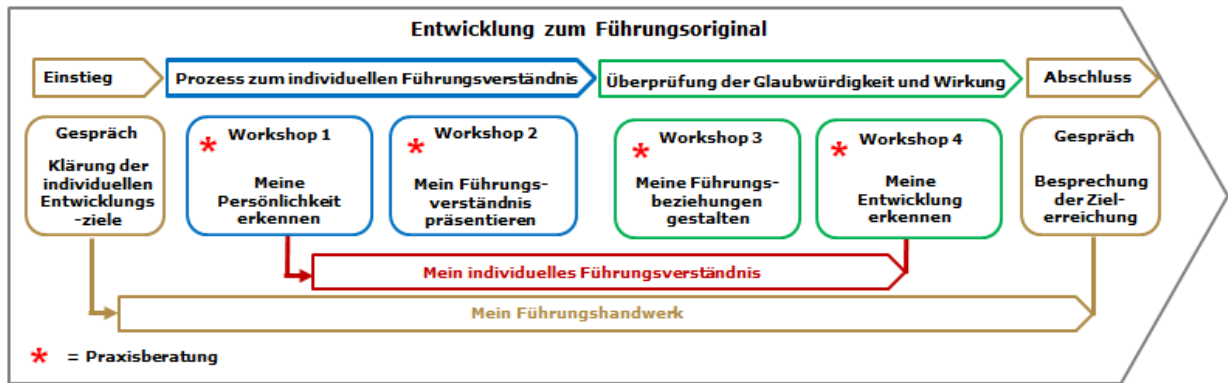 Entwicklung zum Führungsoriginal
Einstieg
Prozess zum individuellen Führungsverständnis
Überprüfung der Glaubwürdigkeit und Wirkung
Abschluss
Gespräch
Klärung der
individuellen
Entwicklungs
-ziele
* Workshop 1
Meine
Persönlichkeit
erkennen
* Workshop 2
Mein Führungs-
verständnis
präsentieren
* Workshop 3
Meine Führungs-
beziehungen
gestalten
* Workshop 4
Meine
Entwicklung
erkennen
Gespräch
Besprechung
der Ziel-
erreichung
Mein individuelles Führungsverständnis
Mein Führungshandwerk
* = Praxisberatung